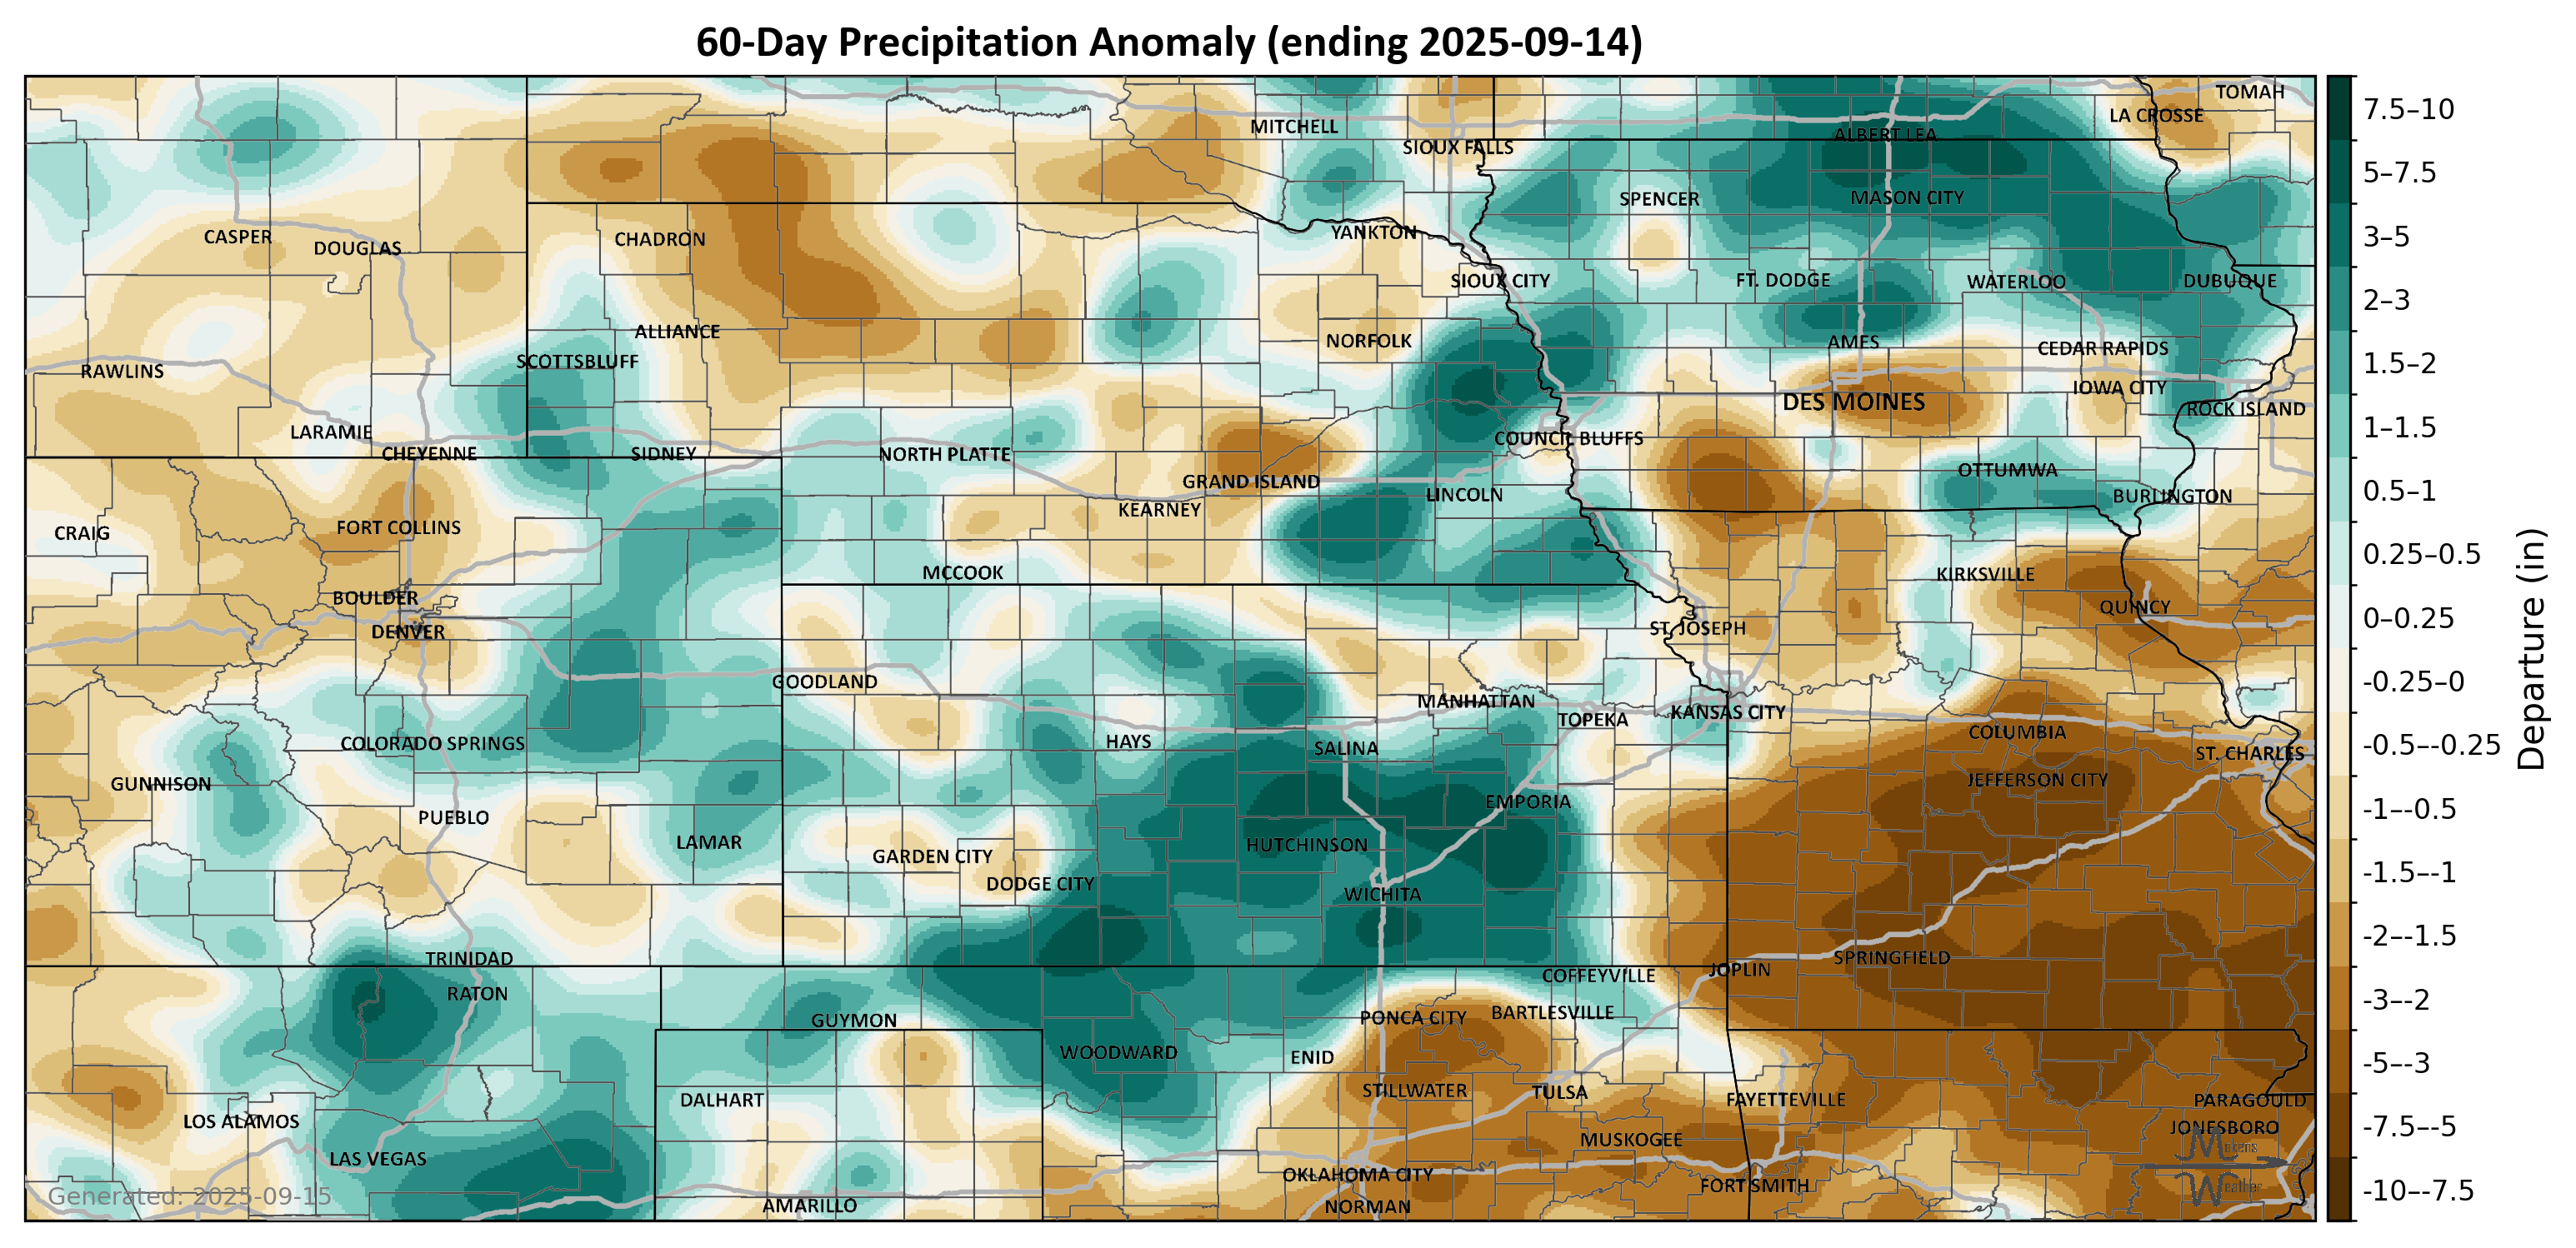 60-Day Precipitation Anomaly (ending 2025-09-14)
TOMAH
LA CROSSE
MITCHELL
ALBERT LEA
SIOUX FALLS
SPENCER
MASON CITY
CASPER
DOUGLAS
CHADRON
YANKTON
SIOUX CITY
FT. DODGE
WATERLOO
DUBUQUE
ALLIANCE
NORFOLK
AMES
CEDAR RAPIDS
SCOTTSBLUFF
RAWLINS
IOWA CITY
DES MOINES
ROCK ISLAND
LARAMIE
COUNCIL BLUFFS
CHEYENNE
SIDNEY
NORTH PLATTE
OTTUMWA
GRAND ISLAND
LINCOLN
BURLINGTON
KEARNEY
CRAIG
FORT COLLINS
MCCOOK
KIRKSVILLE
BOULDER
QUINCY
DENVER
ST. JOSEPH
GOODLAND
MANHATTAN
TOPEKA
KANSAS CITY
COLUMBIA
COLORADO SPRINGS
HAYS
SALINA
ST. CHARLES
GUNNISON
JEFFERSON CITY
EMPORIA
PUEBLO
LAMAR
HUTCHINSON
GARDEN CITY
DODGE CITY
WICHITA
TRINIDAD
SPRINGFIELD
JOPLIN
COFFEYVILLE
RATON
GUYMON
PONCA CITY
BARTLESVILLE
WOODWARD
ENID
STILLWATER
TULSA
DALHART
FAYETTEVILLE
PARAGOULD
LOS ALAMOS
JONESBORO
MUSKOGEE
LAS VEGAS
OKLAHOMA CITY
FORT SMITH
AMARILLO
NORMAN
Generated: 2025-09-15
Makens
Weather
7.5–10
5–7.5
3–5
2–3
1.5–2
1–1.5
0.5–1
0.25–0.5
0–0.25
-0.25–0
-0.5–-0.25
-1–-0.5
-1.5–-1
-2–-1.5
-3–-2
-5–-3
-7.5–-5
-10–-7.5
Departure (in)